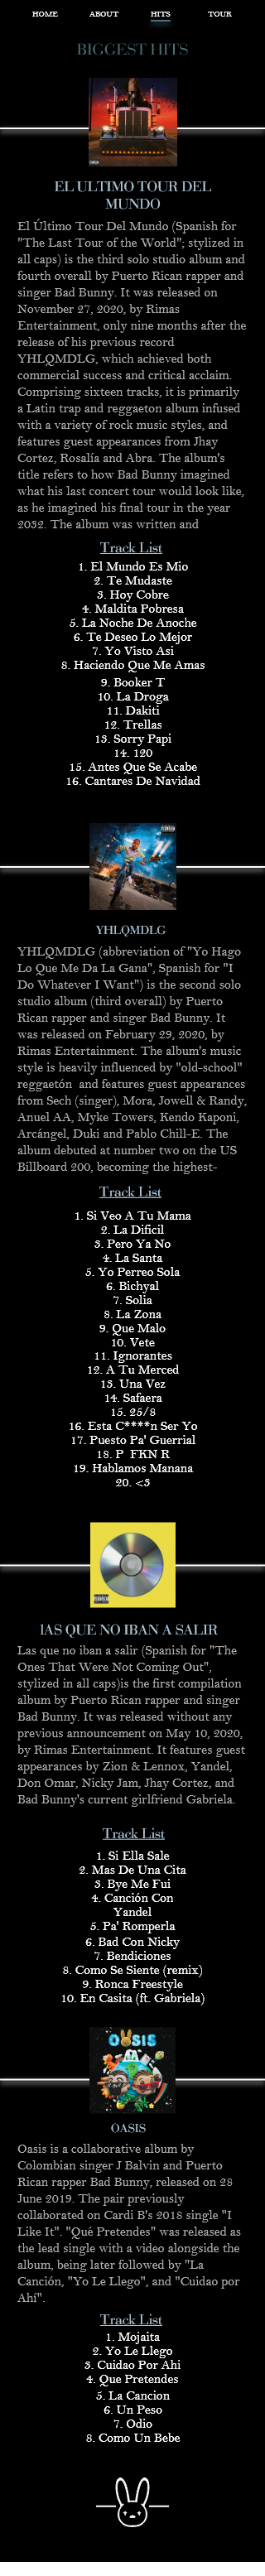 HOME ABOUT HITS TOUR
BIGGEST HITS
EL ULTIMO TOUR DEL
MUNDO
El Último Tour Del Mundo (Spanish for
"The Last Tour of the World"; stylized in
all caps) is the third solo studio album and
fourth overall by Puerto Rican rapper and
singer Bad Bunny. It was released on
November 27, 2020, by Rimas
Entertainment, only nine months after the
release of his previous record
YHLQMDLG, which achieved both
commercial success and critical acclaim.
Comprising sixteen tracks, it is primarily
a Latin trap and reggaeton album infused
with a variety of rock music styles, and
features guest appearances from Jhay
Cortez, Rosalía and Abra. The album's
title refers to how Bad Bunny imagined
what his last concert tour would look like,
as he imagined his final tour in the year
2032. The album was written and
Track List
1. El Mundo Es Mio
2. Te Mudaste
3. Hoy Cobre
4. Maldita Pobresa
5. La Noche De Anoche
6. Te Deseo Lo Mejor
7. Yo Visto Asi
8. Haciendo Que Me Amas
9. Booker T
10. La Droga
11. Dakiti
12. Trellas
13. Sorry Papi
14. 120
15. Antes Que Se Acabe
16. Cantares De Navidad
YHLQMDLG
YHLQMDLG (abbreviation of "Yo Hago
Lo Que Me Da La Gana", Spanish for "I
Do Whatever I Want") is the second solo
studio album (third overall) by Puerto
Rican rapper and singer Bad Bunny. It
was released on February 29, 2020, by
Rimas Entertainment. The album's music
style is heavily influenced by "old-school"
reggaetón and features guest appearances
from Sech (singer), Mora, Jowell & Randy,
Anuel AA, Myke Towers, Kendo Kaponi,
Arcángel, Duki and Pablo Chill-E. The
album debuted at number two on the US
Billboard 200, becoming the highest-
Track List
1. Si Veo A Tu Mama
2. La Dificil
3. Pero Ya No
4. La Santa
5. Yo Perreo Sola
6. Bichyal
7. Solia
8. La Zona
9. Que Malo
10. Vete
11. Ignorantes
12. A Tu Merced
13. Una Vez
14. Safaera
15. 25/8
16. Esta C****n Ser Yo
17. Puesto Pa' Guerrial
18. P FKN R
19. Hablamos Manana
20. <3
lAS QUE NO IBAN A SALIR
Las que no iban a salir (Spanish for "The
Ones That Were Not Coming Out",
stylized in all caps)is the first compilation
album by Puerto Rican rapper and singer
Bad Bunny. It was released without any
previous announcement on May 10, 2020,
by Rimas Entertainment. It features guest
appearances by Zion & Lennox, Yandel,
Don Omar, Nicky Jam, Jhay Cortez, and
Bad Bunny's current girlfriend Gabriela.
Track List
1. Si Ella Sale
2. Mas De Una Cita
3. Bye Me Fui
4. Canción Con
Yandel
5. Pa' Romperla
6. Bad Con Nicky
7. Bendiciones
8. Como Se Siente (remix)
9. Ronca Freestyle
10. En Casita (ft. Gabriela)
OASIS
OASIS
Oasis is a collaborative album by
Colombian singer J Balvin and Puerto
Rican rapper Bad Bunny, released on 28
June 2019. The pair previously
collaborated on Cardi B's 2018 single "I
Like It". "Qué Pretendes" was released as
the lead single with a video alongside the
album, being later followed by "La
Canción, "Yo Le Llego", and "Cuidao por
Ahí".
Track List
1. Mojaita
2. Yo Le Llego
3. Cuidao Por Ahi
4. Que Pretendes
5. La Cancion
6. Un Peso
7. Odio
8. Como Un Bebe